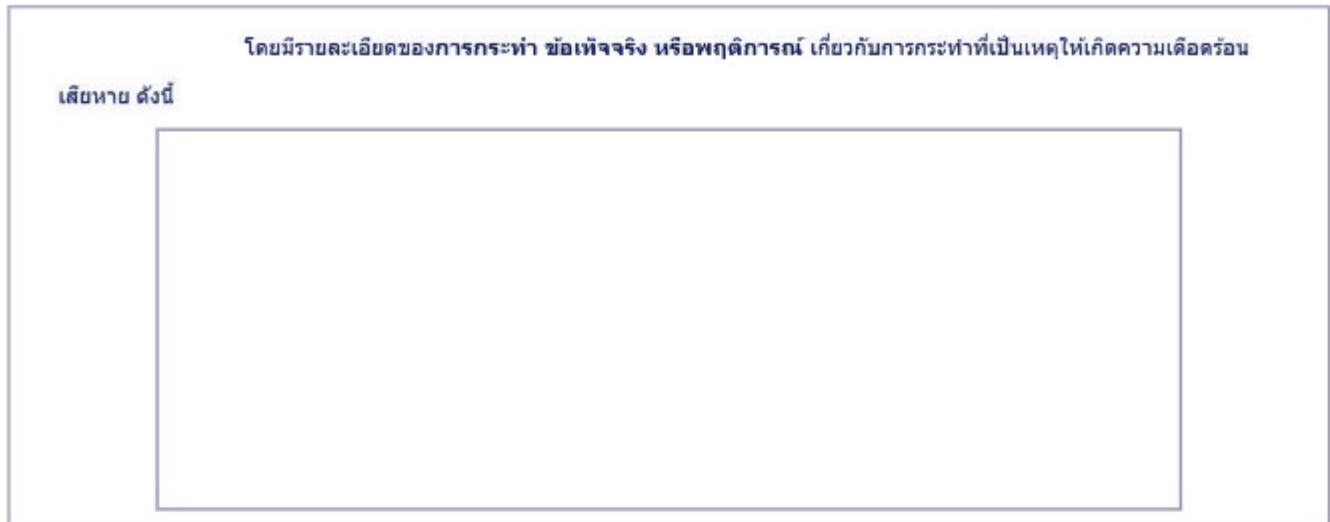 โดยมีรายละเอียดของการกระทำ ข้อเท็จจริง หรือพฤติการณ์ เกี่ยวกับการกระทำที่เป็นเหตุให้เกิดความเดือดร้อน
เสียหาย ดังนี้